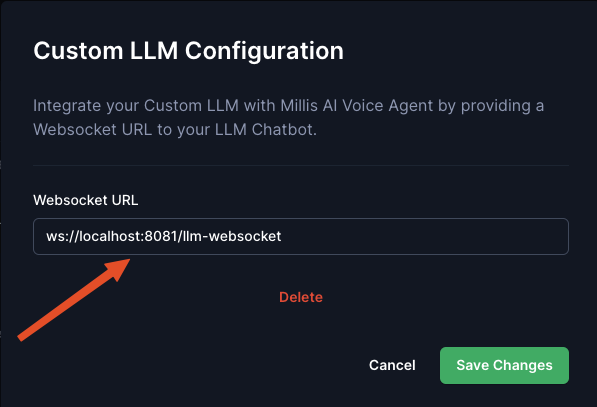 Custom LLM Configuration
Integrate your Custom LLM with Millis AI Voice Agent by providing a
Websocket URL to your LLM Chatbot.
Websocket URL
ws://localhost:8081/llm-websocket
Delete
Cancel
Save Changes